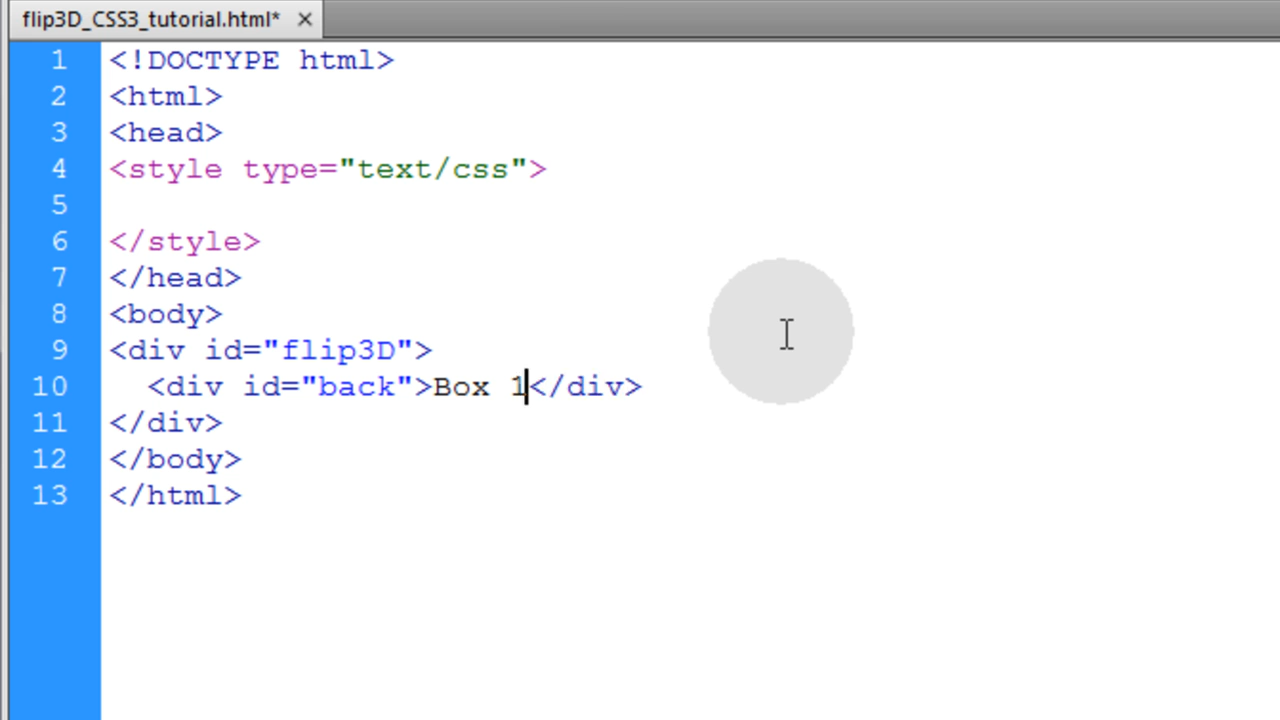 flip3D_CSS3_tutorial.html* ×
1 <!DOCTYPE html>
2 <html>
3 <head>
4 <style type="text/css">
5
6 </style>
7 </head>
8 <body>
9 <div id="flip3D">
10   <div id="back">Box 1</div>
11 </div>
12 </body>
13 </html>